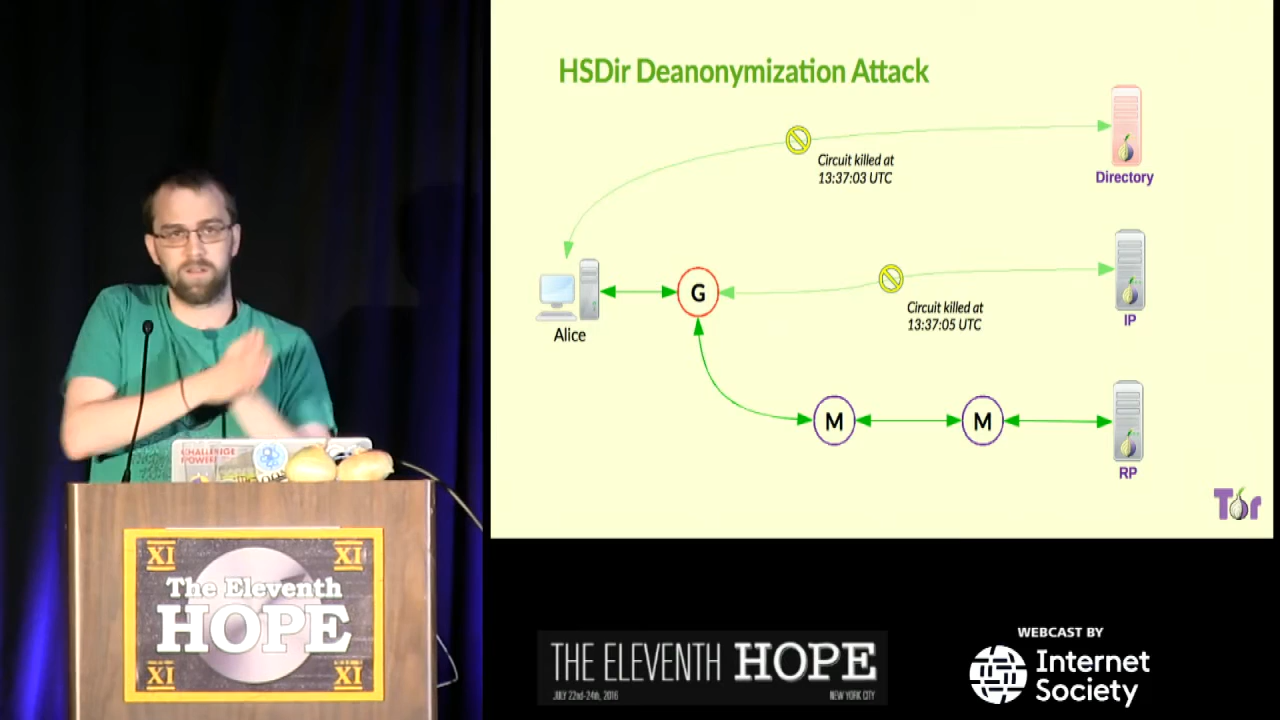 HSDir Deanonymization Attack
Circuit killed at
13:37:03 UTC
Directory
Alice
G
Circuit killed at
13:37:05 UTC
IP
M
M
RP
Tor
CHALLENGE
POWER
XI
XI
The Eleventh
HOPE
XI
XI
THE ELEVENTH HOPE
JULY 22nd-24th, 2016
NEW YORK CITY
WEBCAST BY
Internet
Society